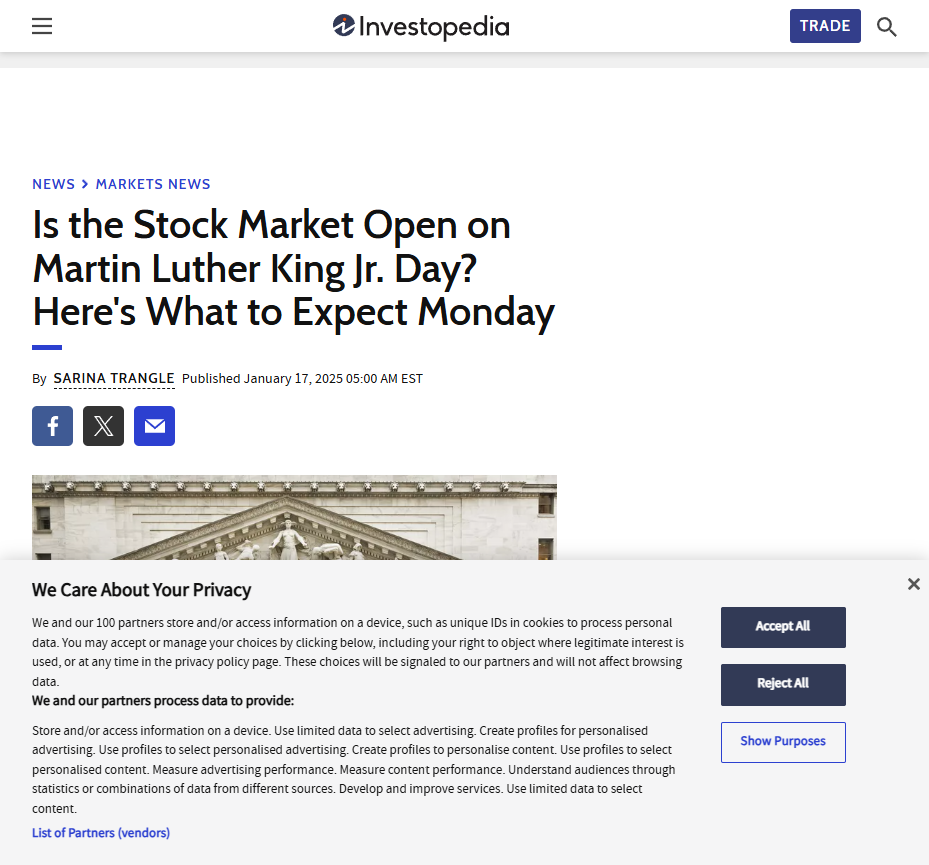 Investopedia
TRADE
NEWS > MARKETS NEWS
Is the Stock Market Open on
Martin Luther King Jr. Day?
Here's What to Expect Monday
By SARINA TRANGLE Published January 17, 2025 05:00 AM EST
We Care About Your Privacy
We and our 100 partners store and/or access information on a device, such as unique IDs in cookies to process personal
data. You may accept or manage your choices by clicking below, including your right to object where legitimate interest is
used, or at any time in the privacy policy page. These choices will be signaled to our partners and will not affect browsing
data.
We and our partners process data to provide:
Store and/or access information on a device. Use limited data to select advertising. Create profiles for personalised
advertising. Use profiles to select personalised advertising. Create profiles to personalise content. Use profiles to select
personalised content. Measure advertising performance. Measure content performance. Understand audiences through
statistics or combinations of data from different sources. Develop and improve services. Use limited data to select
content.
List of Partners (vendors)
Accept All
Reject All
Show Purposes